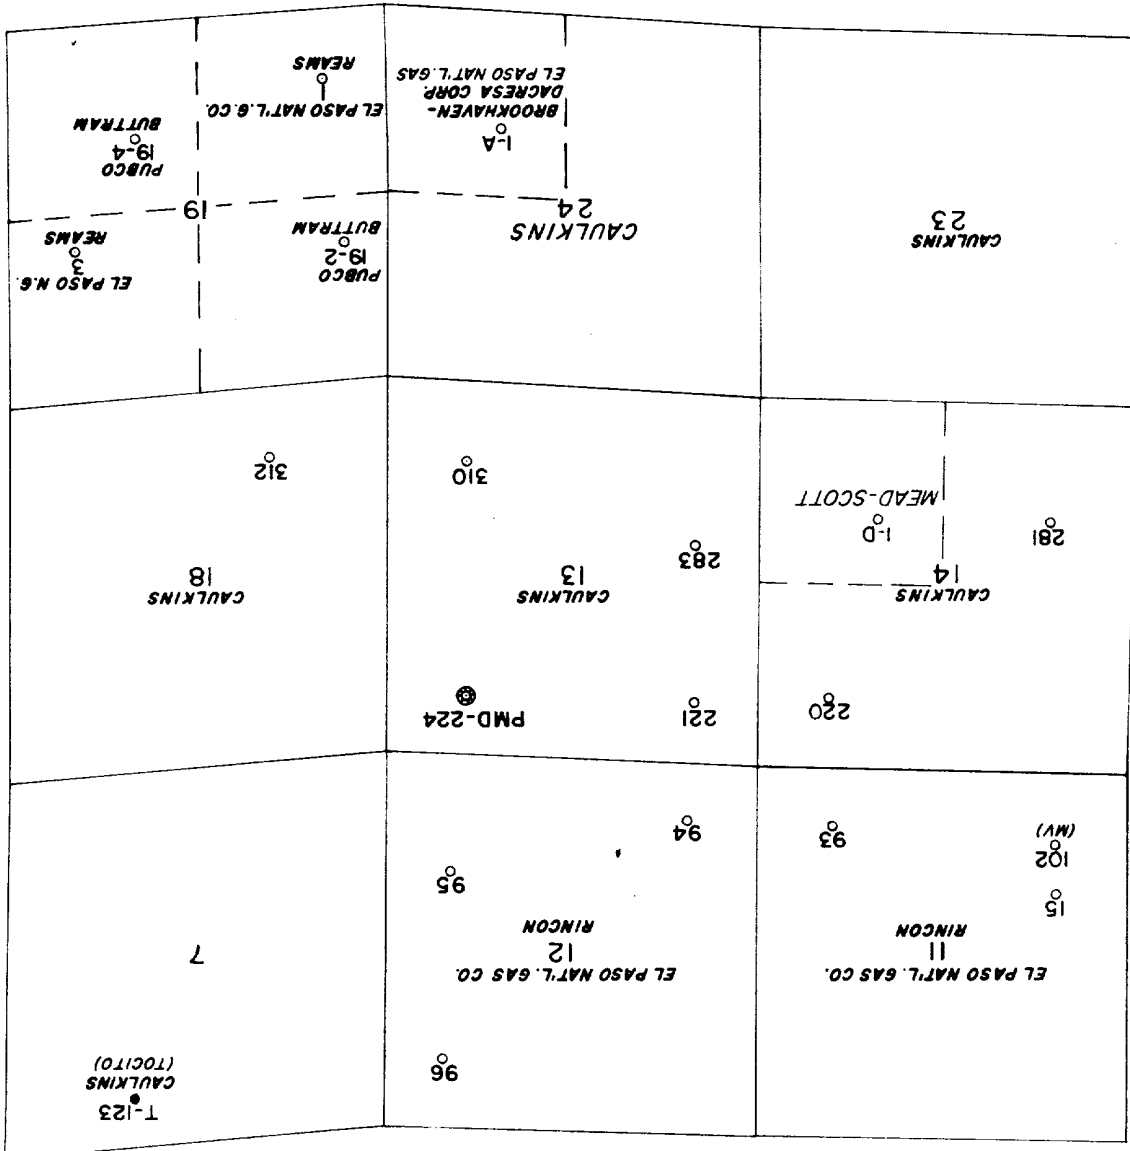 EL PASO NAT'L. GAS CO.
11
RINCON
15
102
(MV)
93
96
EL PASO NAT'L. GAS CO.
12
RINCON
95
94
T-123
CAULKINS
(TOCITO)
7
220
CAULKINS
14
281
1-D
MEAD-SCOTT
221
PMD-224
CAULKINS
13
283
310
CAULKINS
18
312
CAULKINS
23
CAULKINS
24
1-A
BROOKHAVEN-
DACRESA CORP.
EL PASO NAT'L. GAS
PUBCO
19-2
BUTTRAM
EL PASO N.G.
3
REAMS
19
EL PASO NAT'L. G. CO.
1
REAMS
PUBCO
19-4
BUTTRAM